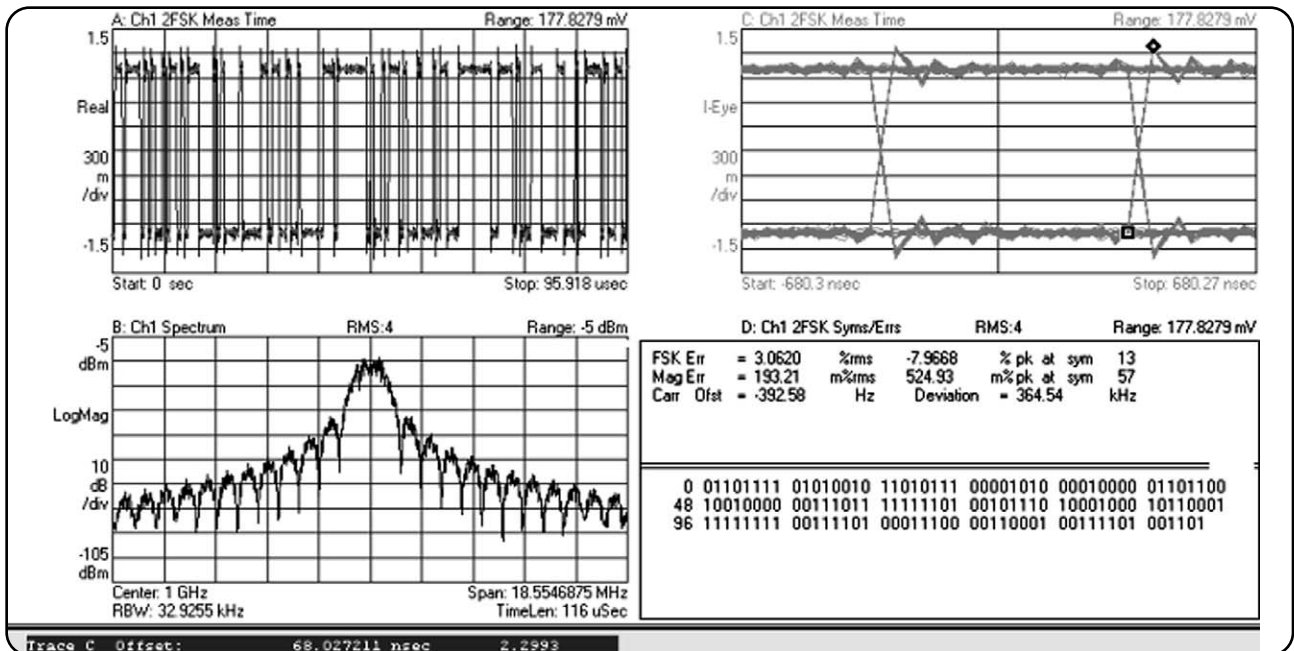 A: Ch1 2FSK Meas Time Range: 177.8279 mV
1.5
Real
300
m
/div
-1.5
Start: 0 sec Stop: 95.918 usec
C: Ch1 2FSK Meas Time Range: 177.8279 mV
1.5
I-Eye
300
m
/div
-1.5
Start: -680.3 nsec Stop: 680.27 nsec
B: Ch1 Spectrum RMS:4 Range: -5 dBm
-5
dBm
LogMag
10
dB
/div
-105
dBm
Center: 1 GHz Span: 18.5546875 MHz
RBW: 32.9255 kHz TimeLen: 116 uSec
D: Ch1 2FSK Syms/Errs RMS:4 Range: 177.8279 mV
FSK Err = 3.0620 %rms -7.9668 % pk at sym 13
Mag Err = 193.21 m%rms 524.93 m% pk at sym 57
Carr Ofst = -392.58 Hz Deviation = 364.54 kHz
0 01101111 01010010 11010111 00001010 00010000 01101100
48 10010000 00111011 11111101 00101110 10001000 10110001
96 11111111 00111101 00011100 00110001 00111101 001101
Trace C Offset: 68.027211 nsec 2.2993